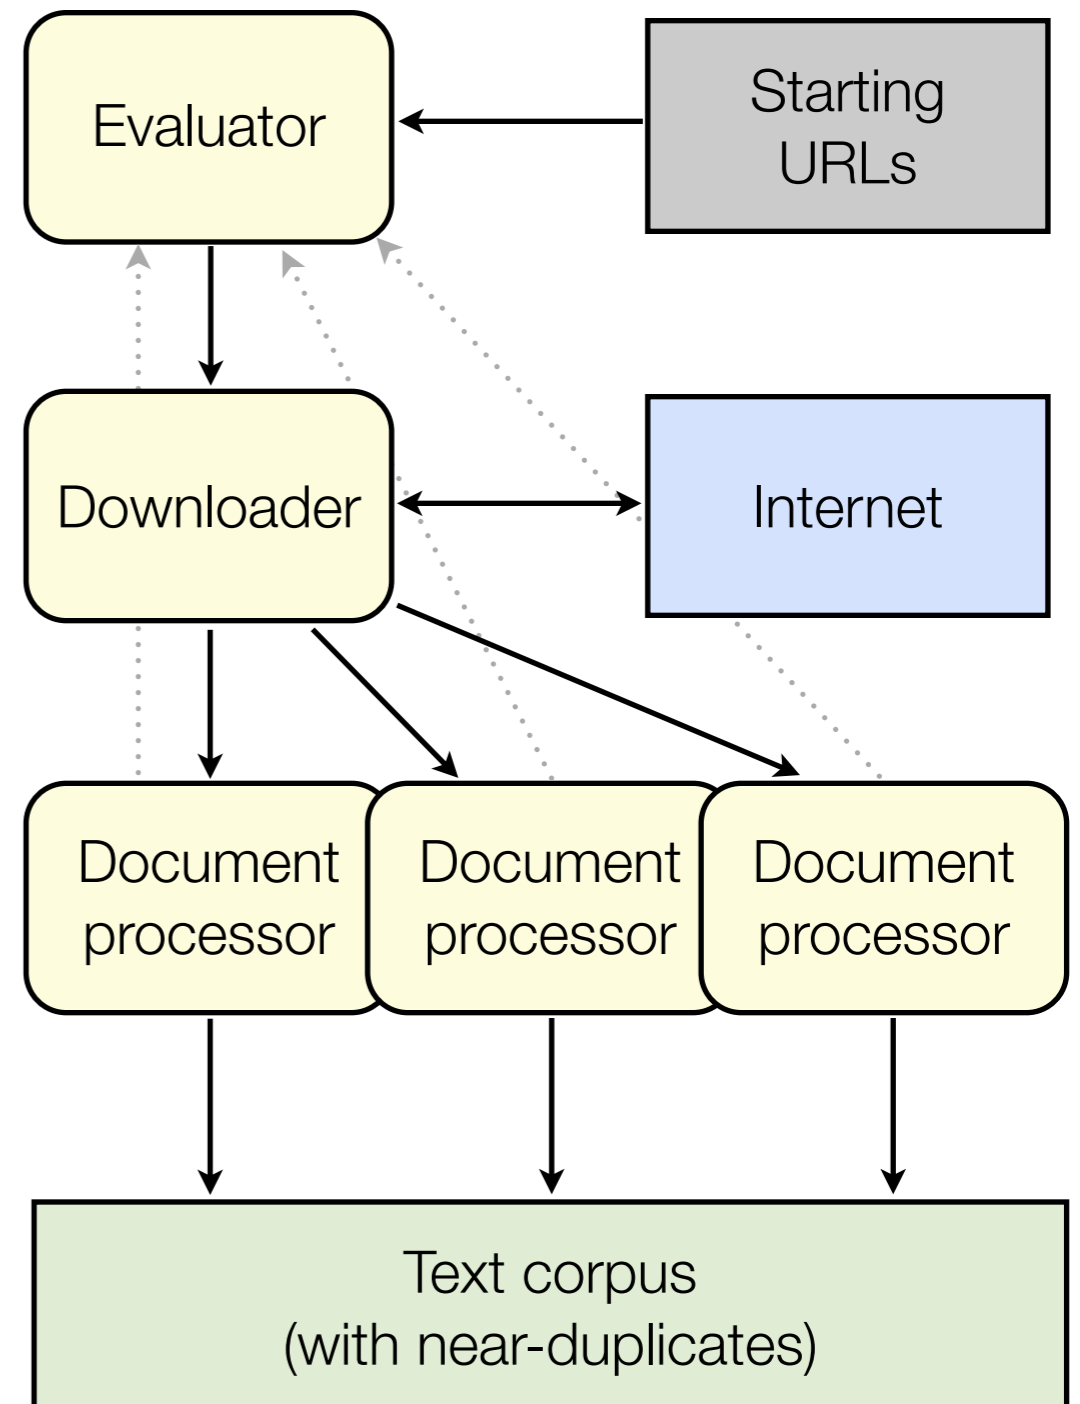 Evaluator
Starting
URLs
Downloader
Internet
Document
processor
Document
processor
Document
processor
Text corpus
(with near-duplicates)